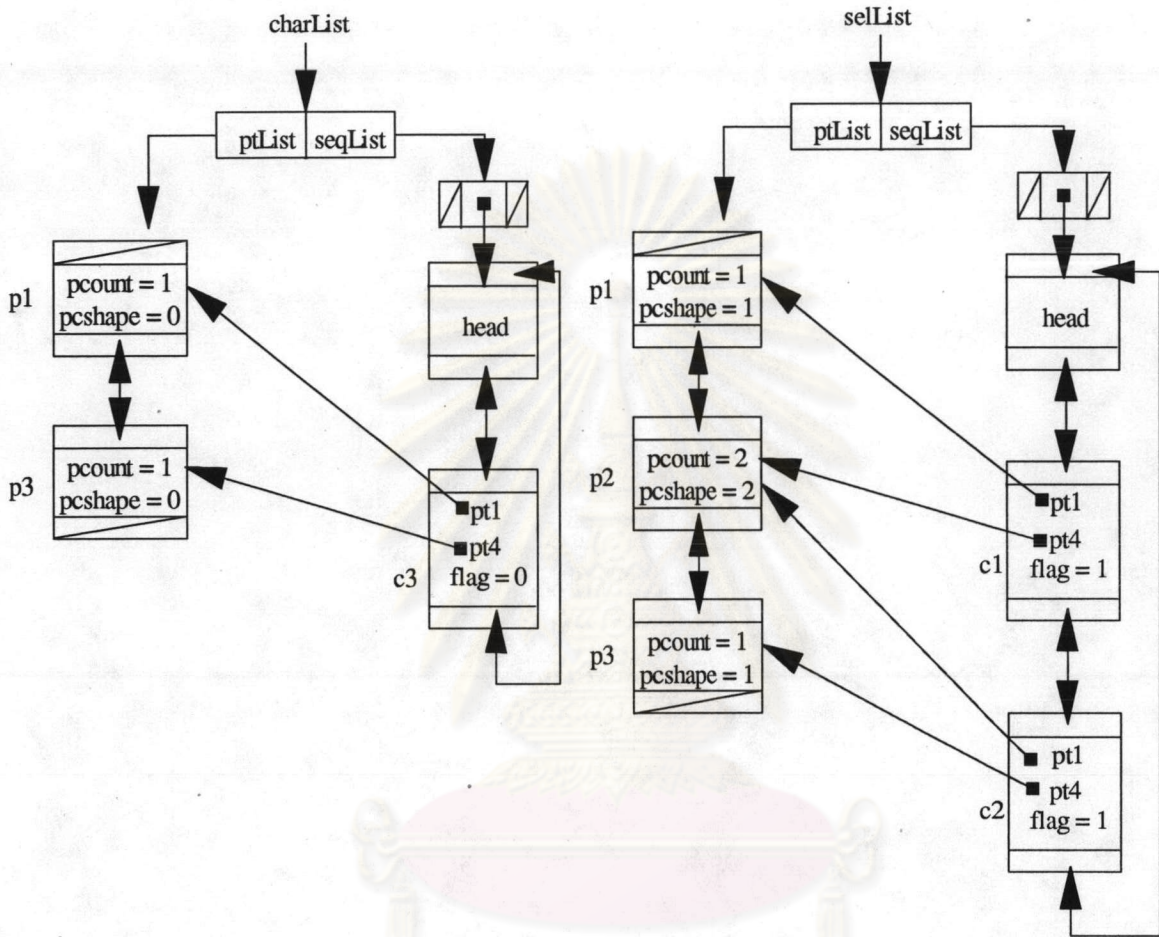 charList
ptList
seqList
p1
pcount = 1
pcshape = 0
p3
pcount = 1
pcshape = 0
head
pt1
pt4
c3
flag = 0
selList
ptList
seqList
p1
pcount = 1
pcshape = 1
p2
pcount = 2
pcshape = 2
p3
pcount = 1
pcshape = 1
head
pt1
pt4
c1
flag = 1
pt1
pt4
c2
flag = 1